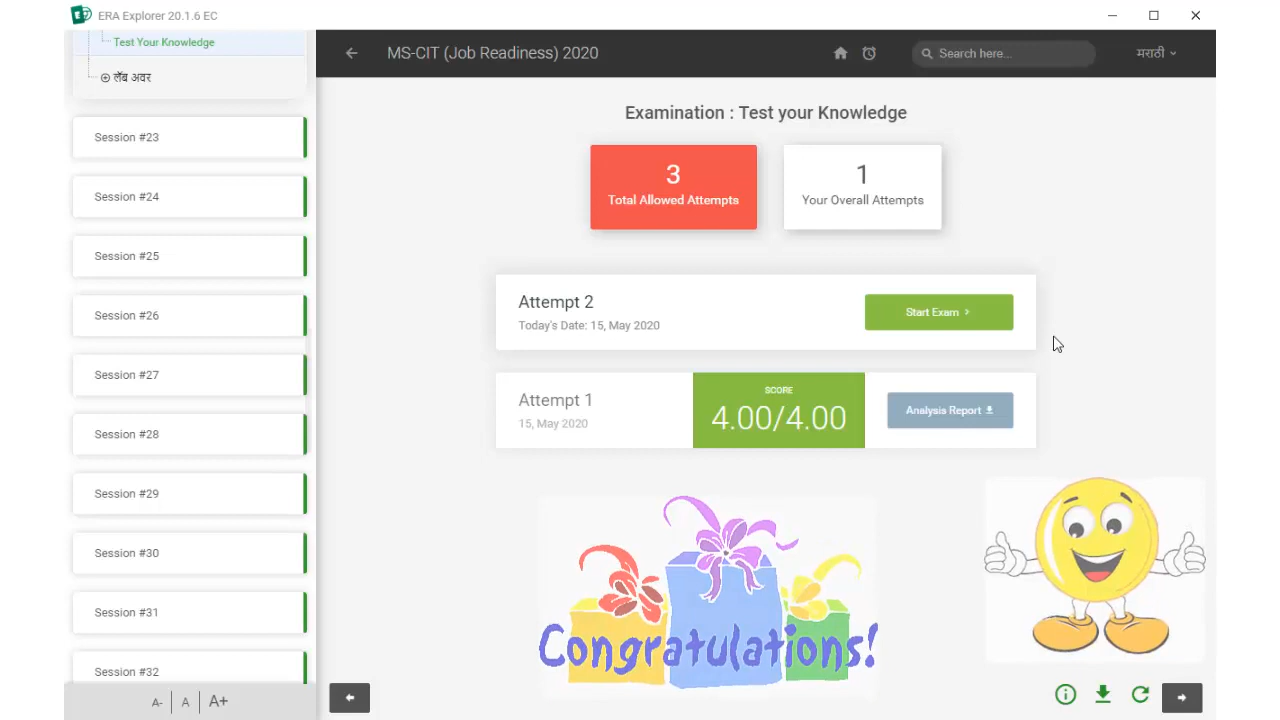 ERA Explorer 20.1.6 EC
Test Your Knowledge
लॅब अवर
Session #23
Session #24
Session #25
Session #26
Session #27
Session #28
Session #29
Session #30
Session #31
Session #32
A-
A
A+
MS-CIT (Job Readiness) 2020
Search here...
मराठी
Examination : Test your Knowledge
3
Total Allowed Attempts
1
Your Overall Attempts
Attempt 2
Today's Date: 15, May 2020
Start Exam
Attempt 1
15, May 2020
SCORE
4.00/4.00
Analysis Report
Congratulations!